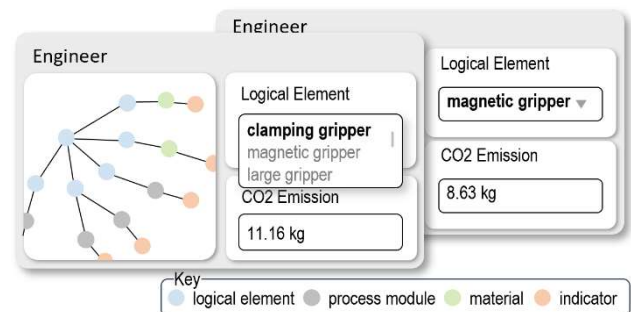 Engineer
Engineer
Logical Element
clamping gripper
magnetic gripper
large gripper
CO2 Emission
11.16 kg
Logical Element
magnetic gripper
CO2 Emission
8.63 kg
Key
logical element process module material indicator